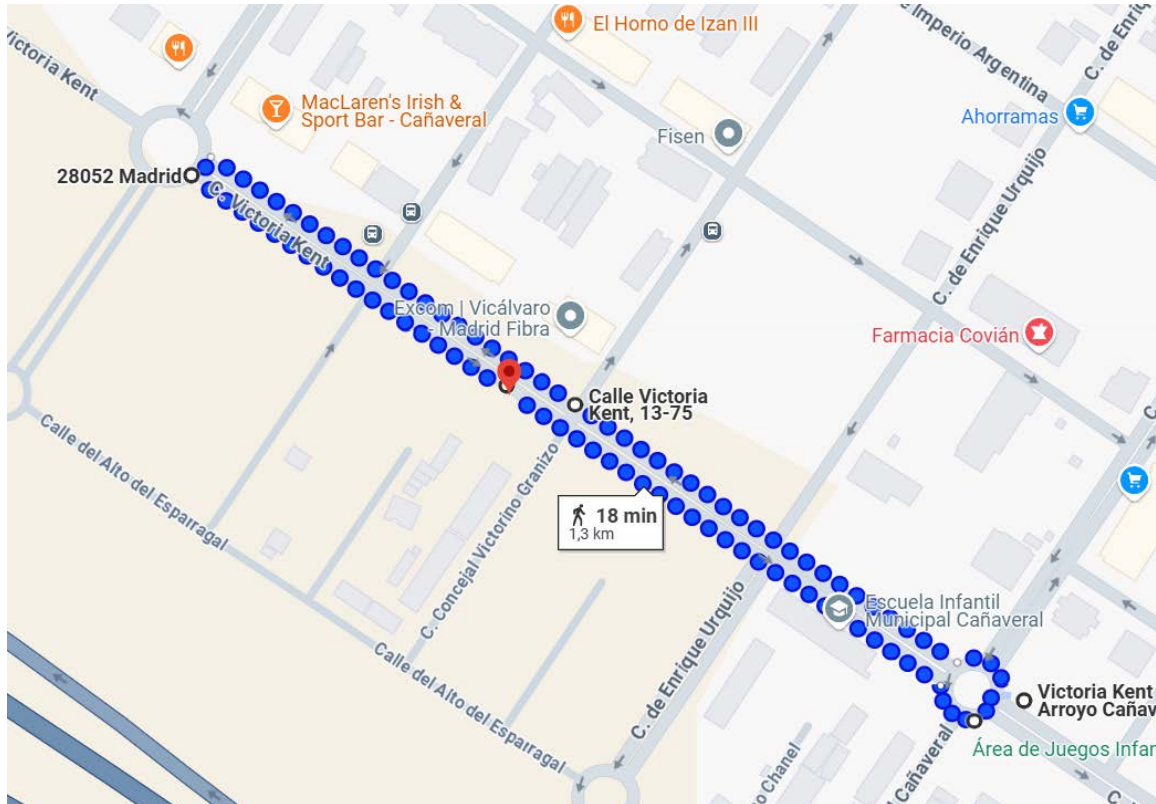 El Horno de Izan III
e Imperio Argentina
C. de Enrique Ur
Victoria Kent
MacLaren's Irish &
Sport Bar - Cañaveral
Ahorramas
Fisen
28052 Madrid
C. Victoria Kent
C. de Enrique Urquijo
Excom | Vicálvaro
- Madrid Fibra
Farmacia Covián
Calle Victoria
Kent, 13-75
Calle del Alto del Esparragal
C. Concejal Victorino Granizo
18 min
1,3 km
Escuela Infantil
Municipal Cañaveral
C. de Enrique Urquijo
Calle del Alto del Esparragal
Victoria Kent
Arroyo Cañav
Cañaveral
Área de Juegos Infan
o Chanel